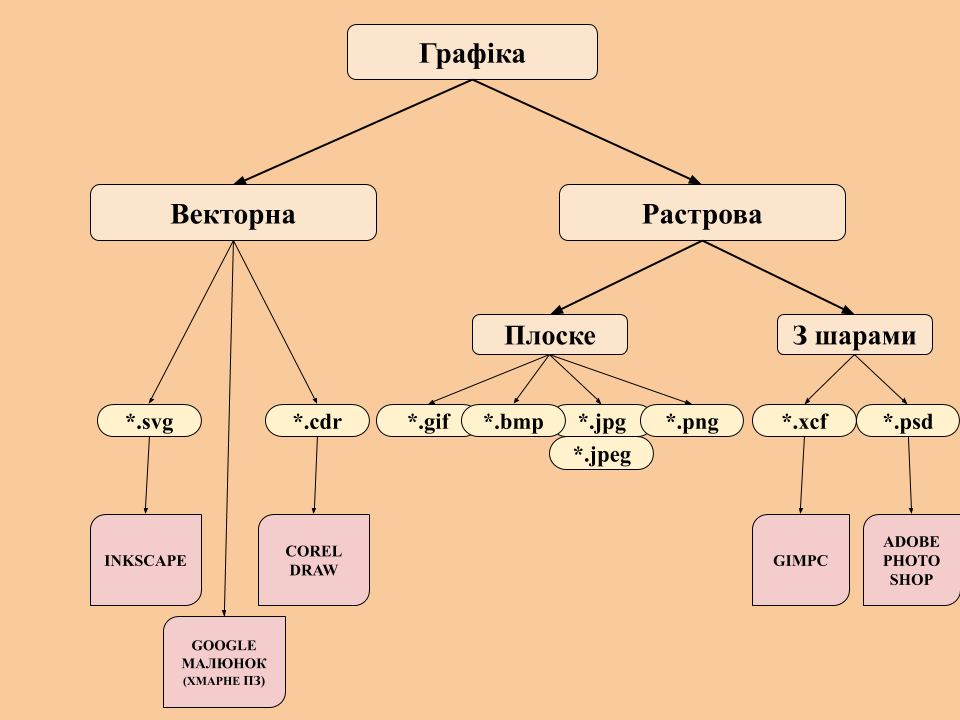 Графіка
Векторна
Растрова
Плоске
З шарами
*.svg
*.cdr
*.gif
*.bmp
*.jpg
*.png
*.xcf
*.psd
*.jpeg
INKSCAPE
COREL
DRAW
GIMPC
ADOBE
PHOTO
SHOP
GOOGLE
МАЛЮНОК
(ХМАРНЕ ПЗ)